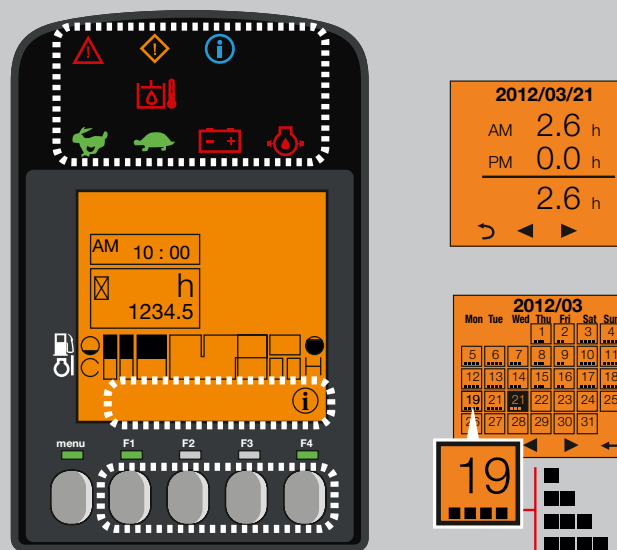 AM 10 : 00
h
1234.5
C H
i
menu F1 F2 F3 F4
2012/03/21
AM 2.6 h
PM 0.0 h
2.6 h
2012/03
Mon Tue Wed Thu Fri Sat Sun
1 2 3 4
5 6 7 8 9 10 11
12 13 14 15 16 17 18
19 21 21 22 23 24 25
26 27 28 29 30 31
19